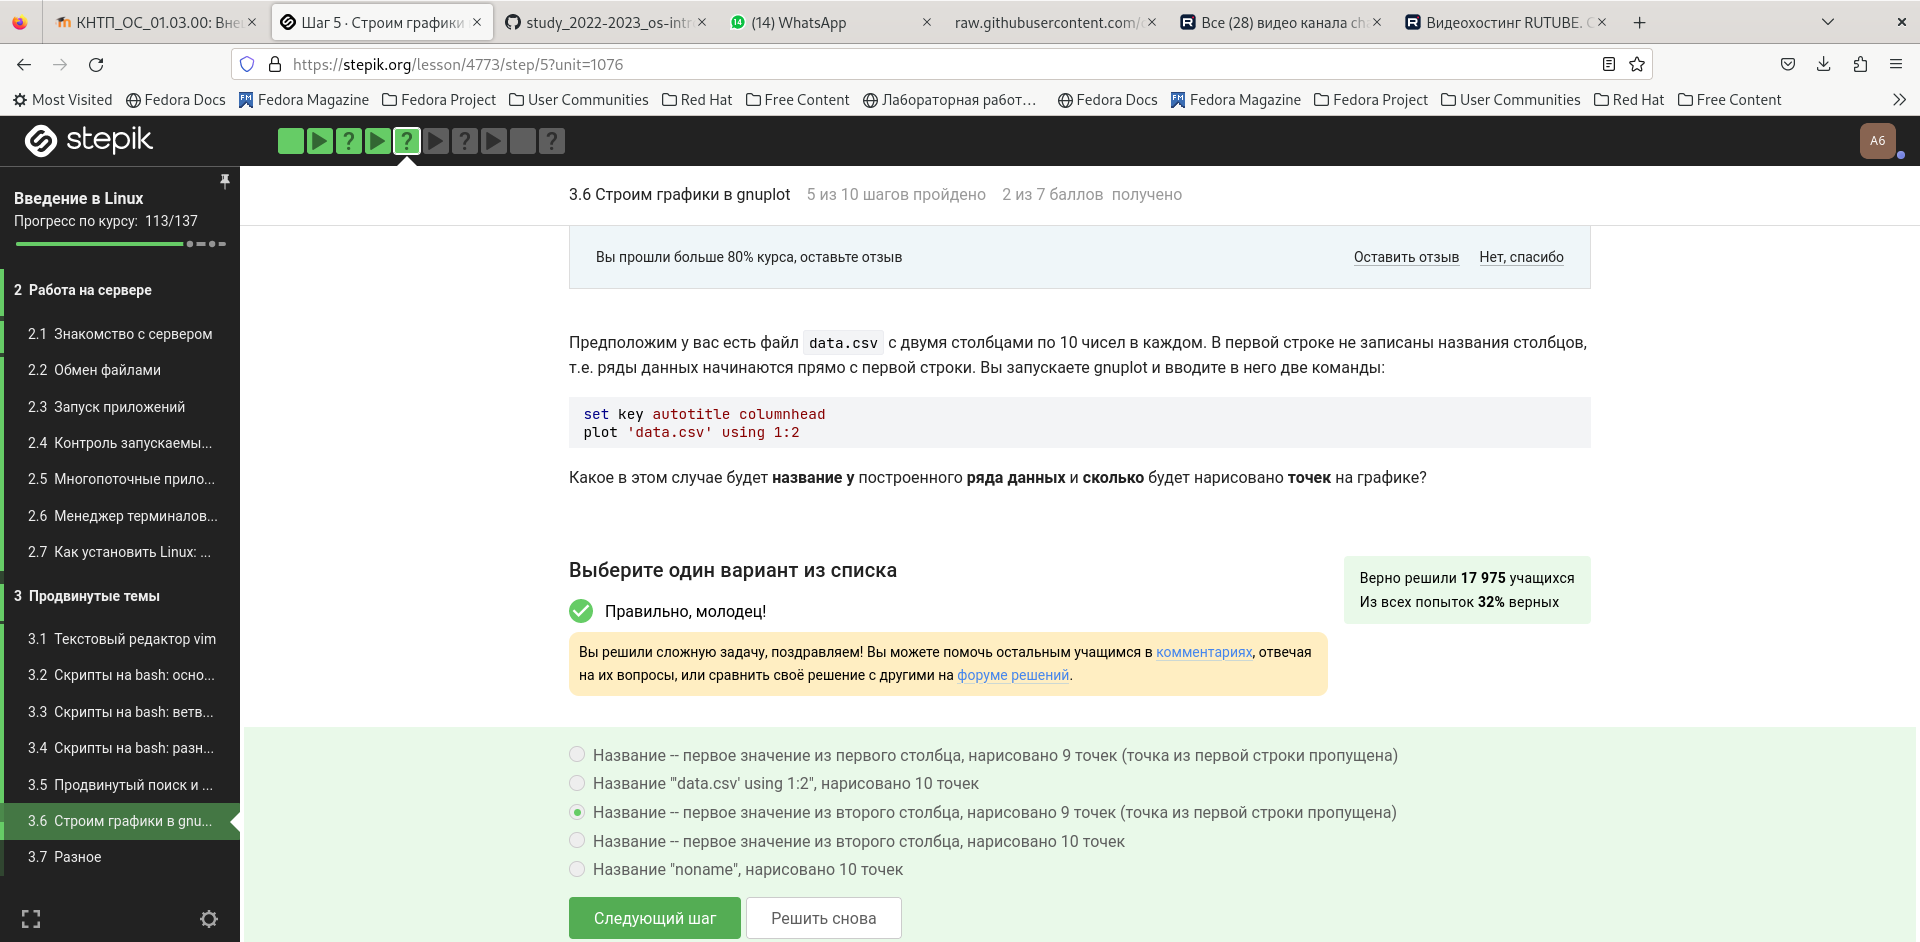 КНТП_ОС_01.03.00: Вне
Шаг 5 · Строим графики
study_2022-2023_os-intr
(14) WhatsApp
raw.githubusercontent.com/
Все (28) видео канала
Видеохостинг RUTUBE.
https://stepik.org/lesson/4773/step/5?unit=1076
Most Visited
Fedora Docs
Fedora Magazine
Fedora Project
User Communities
Red Hat
Free Content
Лабораторная работ...
Fedora Docs
Fedora Magazine
Fedora Project
User Communities
Red Hat
Free Content
stepik
A6
Введение в Linux
Прогресс по курсу: 113/137
2 Работа на сервере
2.1 Знакомство с сервером
2.2 Обмен файлами
2.3 Запуск приложений
2.4 Контроль запускаемы...
2.5 Многопоточные прило...
2.6 Менеджер терминалов...
2.7 Как установить Linux: ...
3 Продвинутые темы
3.1 Текстовый редактор vim
3.2 Скрипты на bash: осно...
3.3 Скрипты на bash: ветв...
3.4 Скрипты на bash: разн...
3.5 Продвинутый поиск и ...
3.6 Строим графики в gnu...
3.7 Разное
3.6 Строим графики в gnuplot 5 из 10 шагов пройдено 2 из 7 баллов получено
Вы прошли больше 80% курса, оставьте отзыв
Оставить отзыв
Нет, спасибо
Предположим у вас есть файл data.csv с двумя столбцами по 10 чисел в каждом. В первой строке не записаны названия столбцов,
т.е. ряды данных начинаются прямо с первой строки. Вы запускаете gnuplot и вводите в него две команды:
set key autotitle columnhead
plot 'data.csv' using 1:2
Какое в этом случае будет название у построенного ряда данных и сколько будет нарисовано точек на графике?
Выберите один вариант из списка
Верно решили 17 975 учащихся
Из всех попыток 32% верных
Правильно, молодец!
Вы решили сложную задачу, поздравляем! Вы можете помочь остальным учащимся в комментариях, отвечая
на их вопросы, или сравнить своё решение с другими на форуме решений.
Название -- первое значение из первого столбца, нарисовано 9 точек (точка из первой строки пропущена)
Название "'data.csv' using 1:2", нарисовано 10 точек
Название -- первое значение из второго столбца, нарисовано 9 точек (точка из первой строки пропущена)
Название -- первое значение из второго столбца, нарисовано 10 точек
Название "noname", нарисовано 10 точек
Следующий шаг
Решить снова